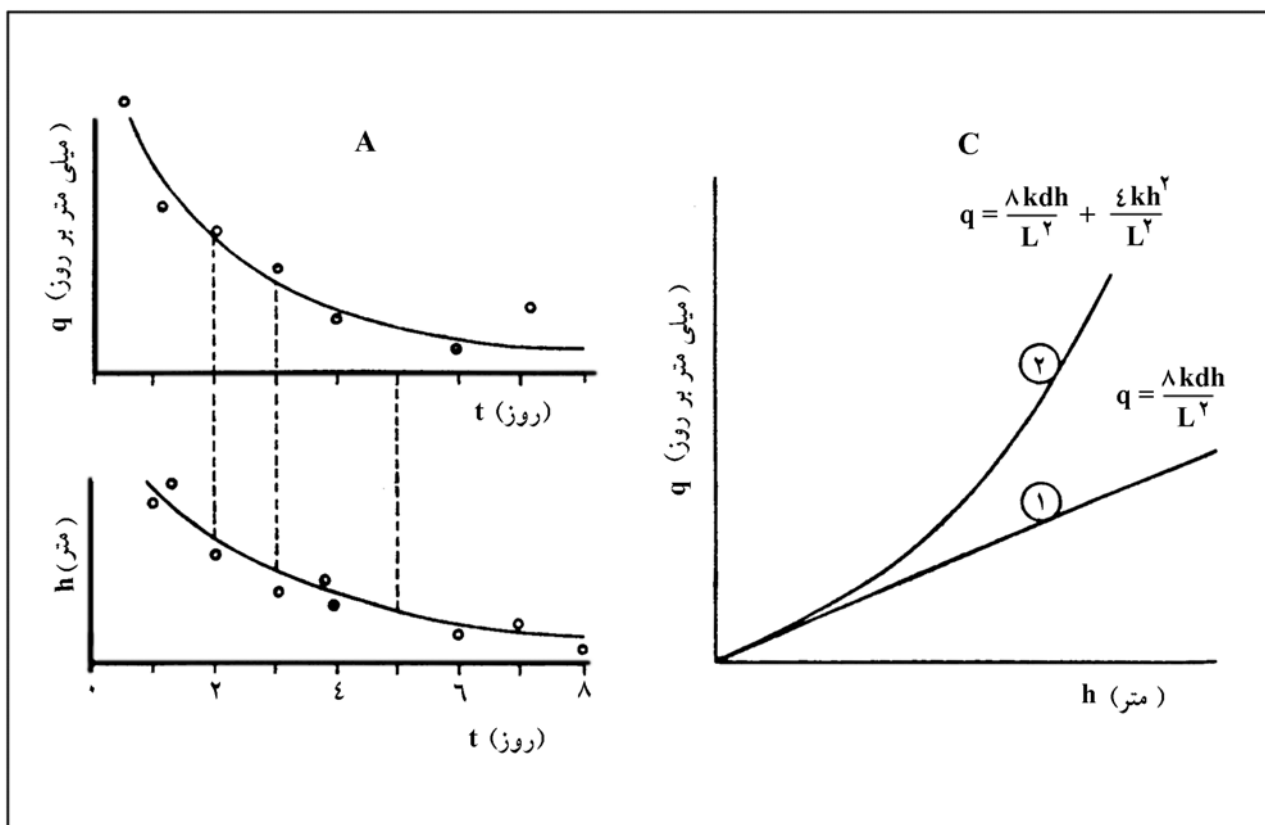 A
q (میلی متر بر روز)
t (روز)
h (متر)
۰ ۲ ٤ ٦ ۸
t (روز)
C
q = ۸kdh/L۲ + ٤kh۲/L۲
۲
q = ۸kdh/L۲
۱
q (میلی متر بر روز)
h (متر)